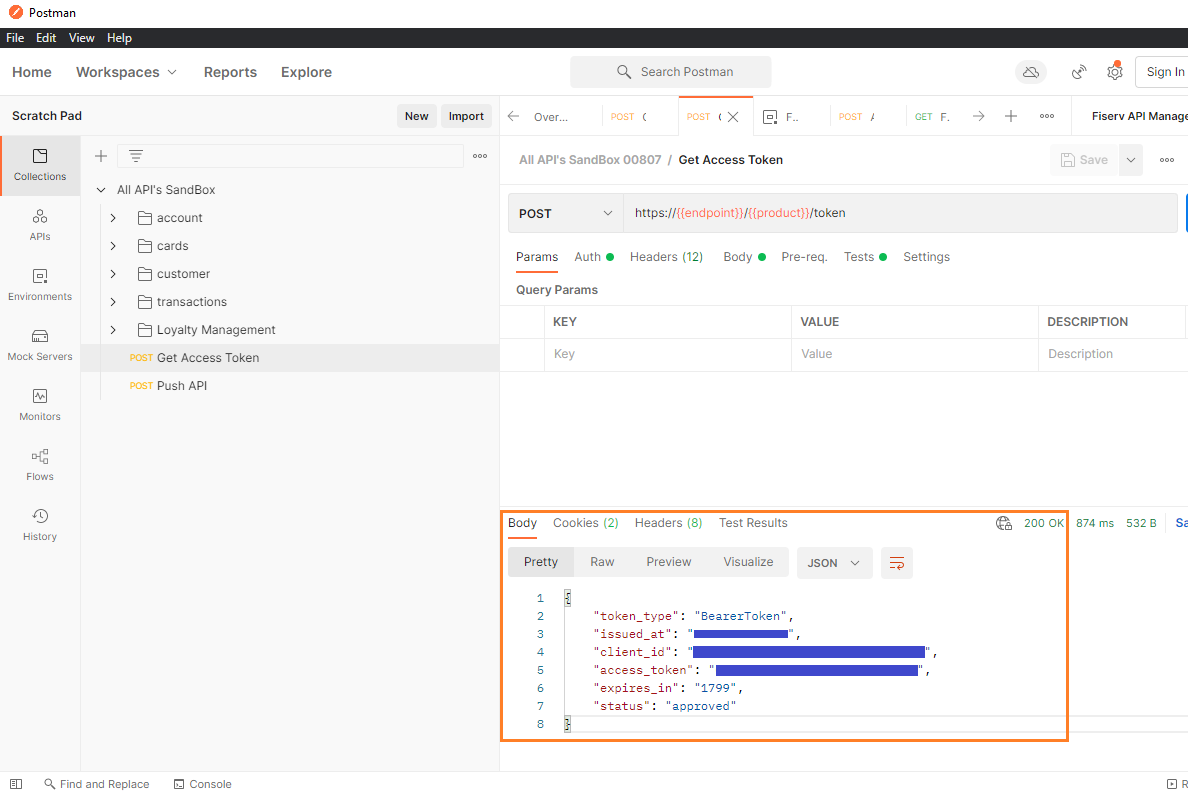 Postman
File Edit View Help
Home Workspaces Reports Explore Search Postman Sign In
Scratch Pad New Import Over... POST POST F.. POST GET F. Fiserv API Manage
Collections
APIs
Environments
Mock Servers
Monitors
Flows
History
All API's SandBox
account
cards
customer
transactions
Loyalty Management
POST Get Access Token
POST Push API
All API's SandBox 00807 / Get Access Token Save
POST https://{{endpoint}}/{{product}}/token
Params Auth Headers (12) Body Pre-req. Tests Settings
Query Params
KEY VALUE DESCRIPTION
Key Value Description
Body Cookies (2) Headers (8) Test Results 200 OK 874 ms 532 B Sa
Pretty Raw Preview Visualize JSON
1 {
2 "token_type": "BearerToken",
3 "issued_at": "",
4 "client_id": "",
5 "access_token": "",
6 "expires_in": "1799",
7 "status": "approved"
8 }
Find and Replace Console R